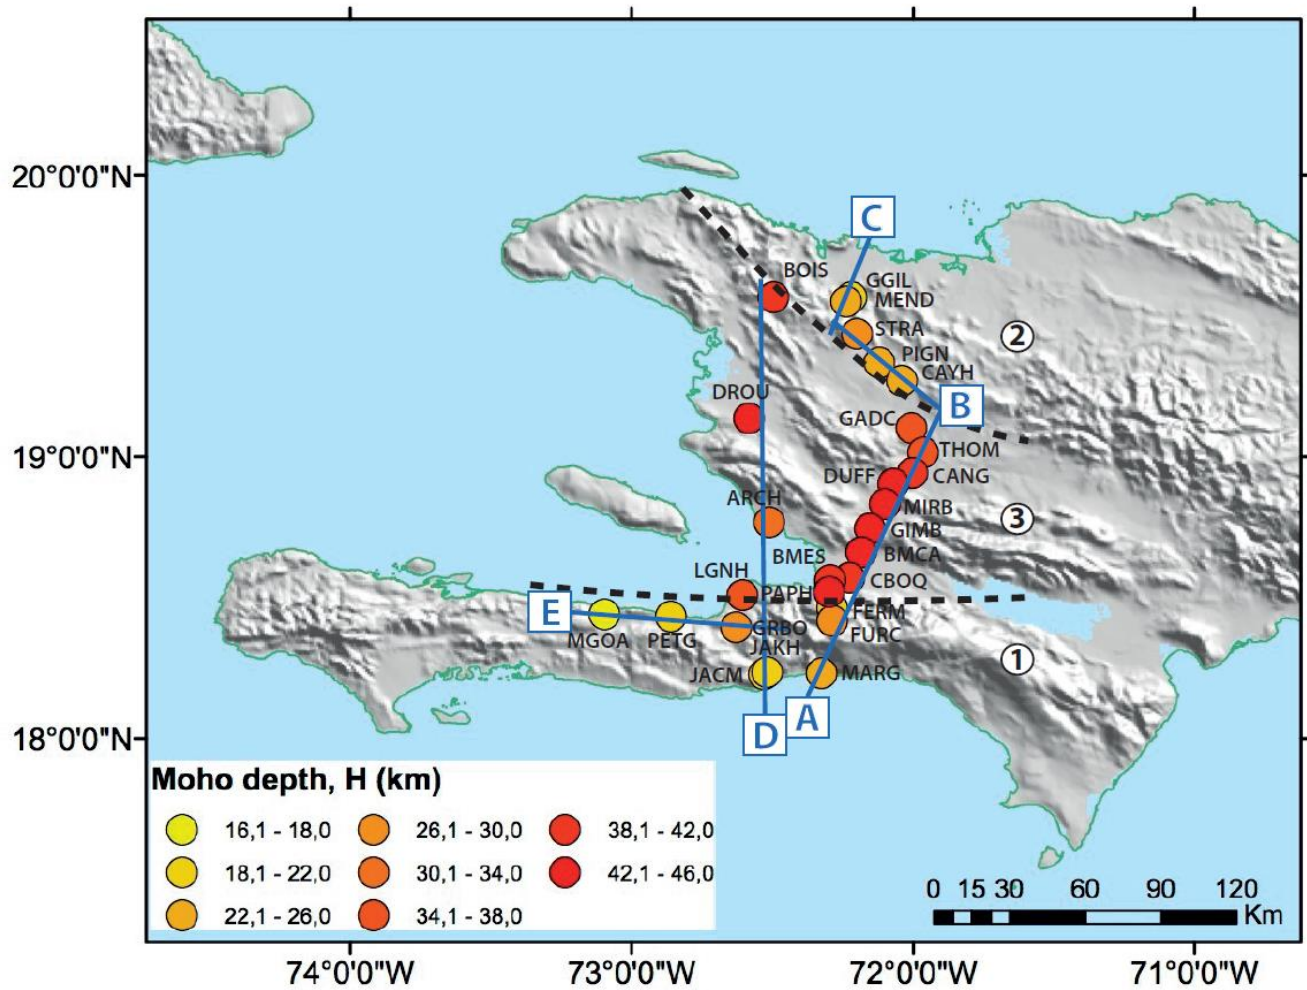 20°0'0"N
19°0'0"N
18°0'0"N
C
BOIS
GGIL
MEND
STRA
2
PIGN
CAYH
DROU
B
GADC
THOM
DUFF
CANG
ARCH
MIRB
3
GIMB
BMES
BMCA
LGNH
CBOQ
PAPH
E
FERM
MGOA
PETG
GRBO
FURC
JAKH
1
JACM
MARG
D
A
Moho depth, H (km)
16,1 - 18,0
26,1 - 30,0
38,1 - 42,0
18,1 - 22,0
30,1 - 34,0
42,1 - 46,0
22,1 - 26,0
34,1 - 38,0
0 15 30 60 90 120
Km
74°0'0"W
73°0'0"W
72°0'0"W
71°0'0"W